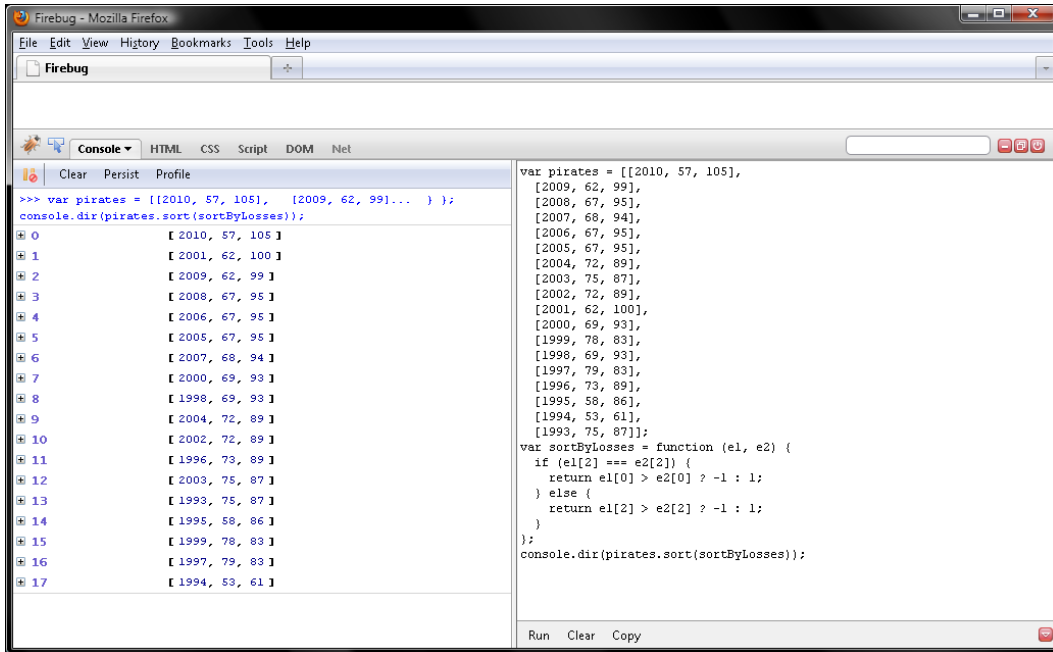 Firebug - Mozilla Firefox
File Edit View History Bookmarks Tools Help
Firebug
Console HTML CSS Script DOM Net
Clear Persist Profile
>>> var pirates = [[2010, 57, 105],   [2009, 62, 99]...  } };
console.dir(pirates.sort(sortByLosses));
0 [ 2010, 57, 105 ]
1 [ 2001, 62, 100 ]
2 [ 2009, 62, 99 ]
3 [ 2008, 67, 95 ]
4 [ 2006, 67, 95 ]
5 [ 2005, 67, 95 ]
6 [ 2007, 68, 94 ]
7 [ 2000, 69, 93 ]
8 [ 1998, 69, 93 ]
9 [ 2004, 72, 89 ]
10 [ 2002, 72, 89 ]
11 [ 1996, 73, 89 ]
12 [ 2003, 75, 87 ]
13 [ 1993, 75, 87 ]
14 [ 1995, 58, 86 ]
15 [ 1999, 78, 83 ]
16 [ 1997, 79, 83 ]
17 [ 1994, 53, 61 ]
var pirates = [[2010, 57, 105],
  [2009, 62, 99],
  [2008, 67, 95],
  [2007, 68, 94],
  [2006, 67, 95],
  [2005, 67, 95],
  [2004, 72, 89],
  [2003, 75, 87],
  [2002, 72, 89],
  [2001, 62, 100],
  [2000, 69, 93],
  [1999, 78, 83],
  [1998, 69, 93],
  [1997, 79, 83],
  [1996, 73, 89],
  [1995, 58, 86],
  [1994, 53, 61],
  [1993, 75, 87]];
var sortByLosses = function (e1, e2) {
  if (e1[2] === e2[2]) {
    return e1[0] > e2[0] ? -1 : 1;
  } else {
    return e1[2] > e2[2] ? -1 : 1;
  }
};
console.dir(pirates.sort(sortByLosses));
Run Clear Copy